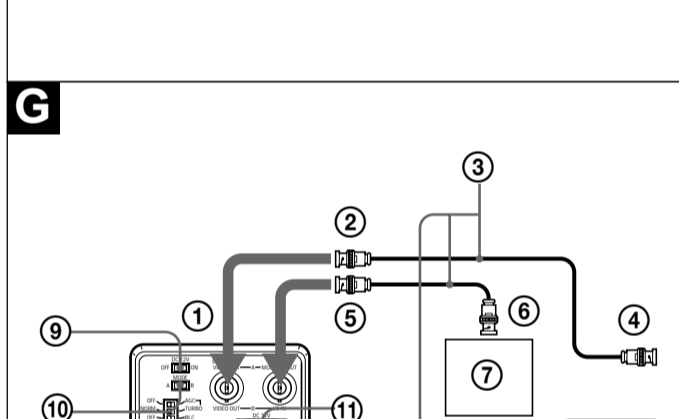 G
③
②
①
⑤
⑥
④
⑨
DC 12V
OFF ON
⑦
MODE
A B
OFF AGC
⑩ NORM TURBO VIDEO OUT B ⑪
OFF BLC DC 12V